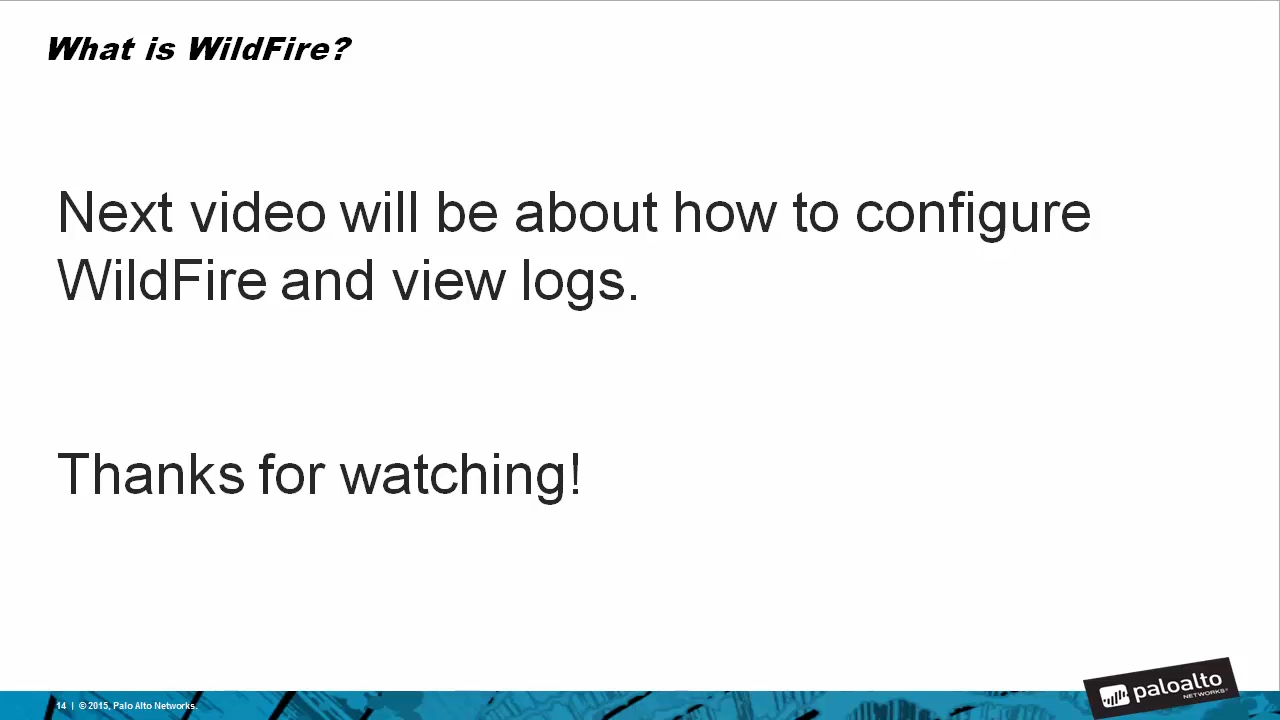 What is WildFire?
Next video will be about how to configure
WildFire and view logs.
Thanks for watching!
14 | © 2015, Palo Alto Networks.
paloalto
NETWORKS®